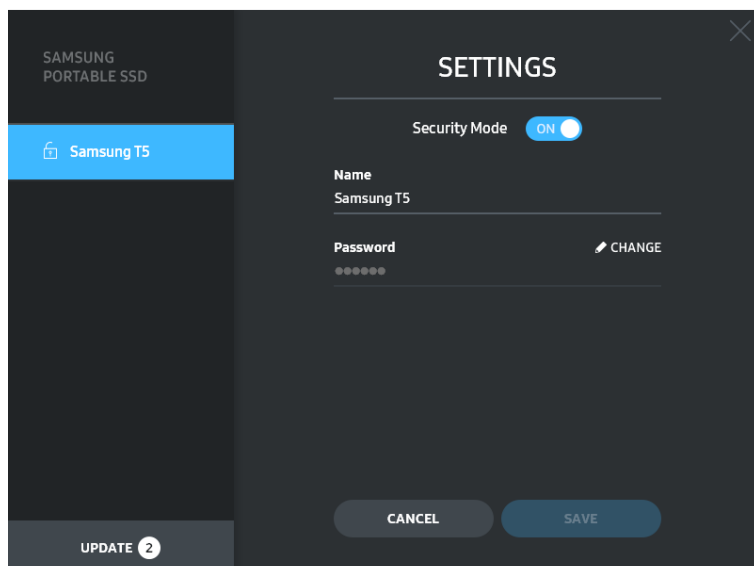 SAMSUNG
PORTABLE SSD
Samsung T5
UPDATE 2
SETTINGS
Security Mode ON
Name
Samsung T5
Password CHANGE
CANCEL SAVE